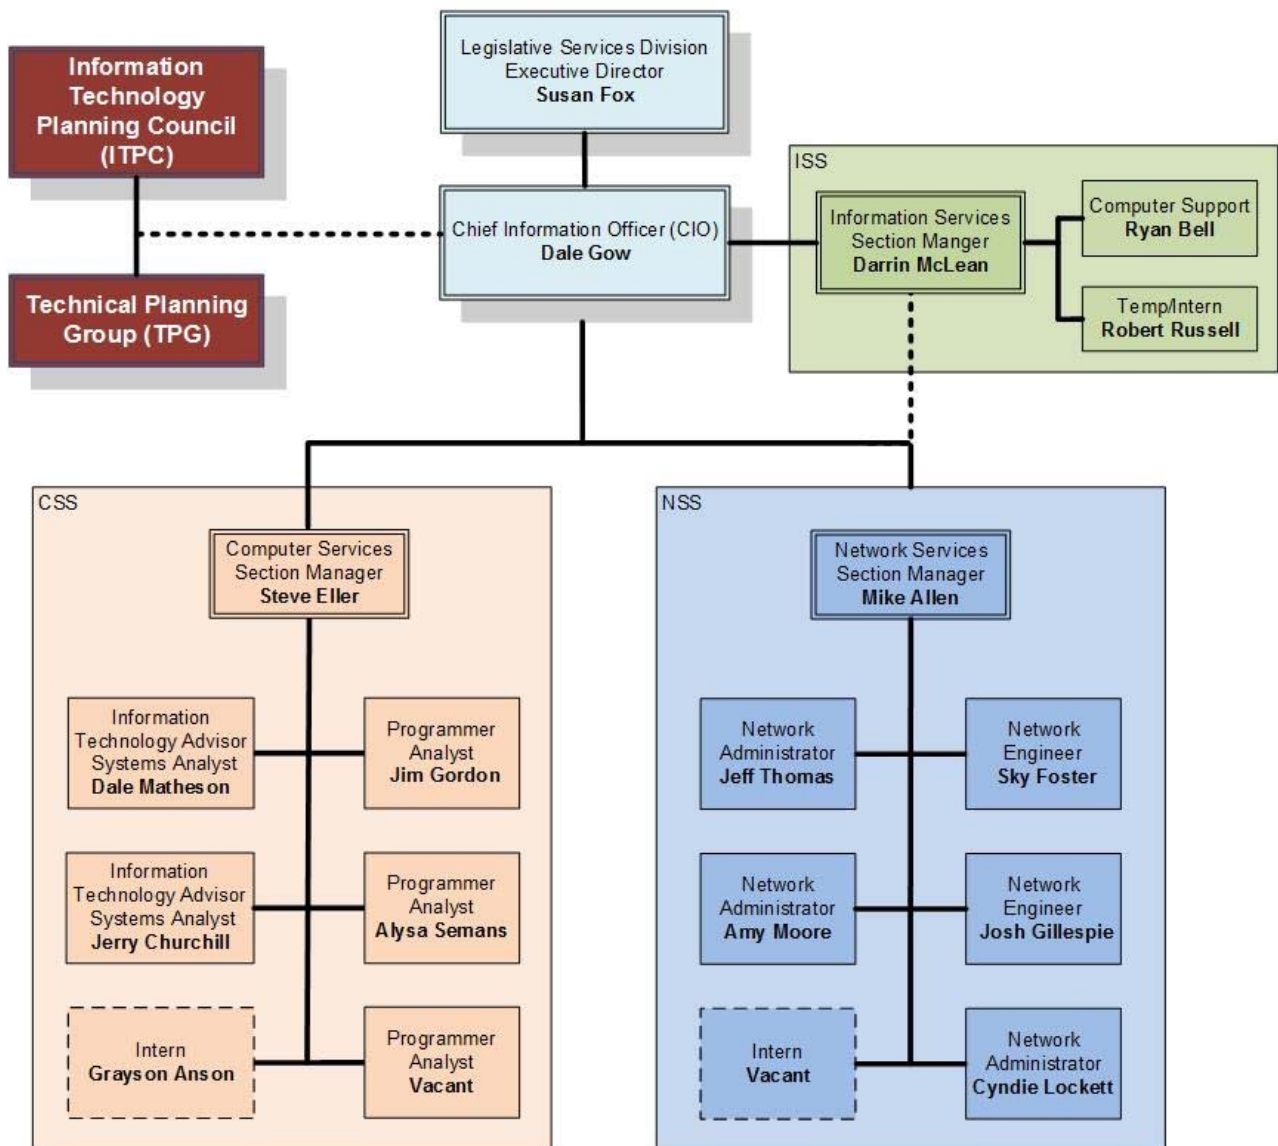 Information
Technology
Planning Council
(ITPC)
Legislative Services Division
Executive Director
Susan Fox
Technical Planning
Group (TPG)
Chief Information Officer (CIO)
Dale Gow
ISS
Information Services
Section Manger
Darrin McLean
Computer Support
Ryan Bell
Temp/Intern
Robert Russell
CSS
Computer Services
Section Manager
Steve Eller
Information
Technology Advisor
Systems Analyst
Dale Matheson
Programmer
Analyst
Jim Gordon
Information
Technology Advisor
Systems Analyst
Jerry Churchill
Programmer
Analyst
Alysa Semans
Intern
Grayson Anson
Programmer
Analyst
Vacant
NSS
Network Services
Section Manager
Mike Allen
Network
Administrator
Jeff Thomas
Network
Engineer
Sky Foster
Network
Administrator
Amy Moore
Network
Engineer
Josh Gillespie
Intern
Vacant
Network
Administrator
Cyndie Lockett